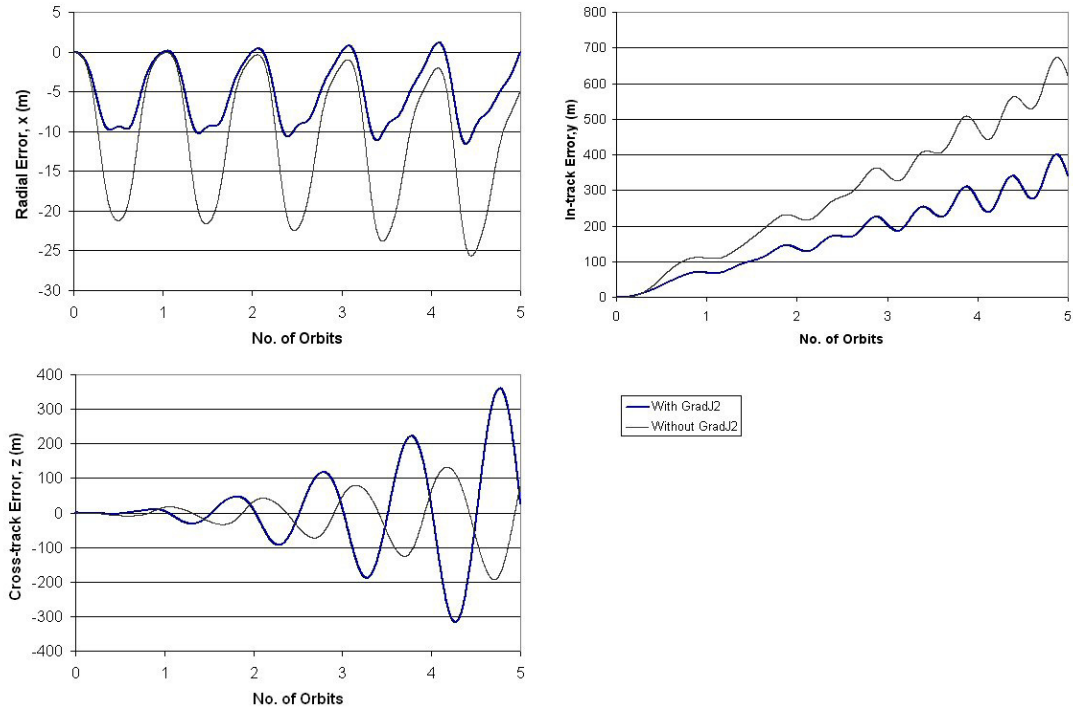 5
0
-5
-10
-15
-20
-25
-30
Radial Error, x (m)
0 1 2 3 4 5
No. of Orbits
800
700
600
500
400
300
200
100
0
In-track Error,y (m)
0 1 2 3 4 5
No. of Orbits
400
300
200
100
0
-100
-200
-300
-400
Cross-track Error, z (m)
0 1 2 3 4 5
No. of Orbits
With GradJ2
Without GradJ2